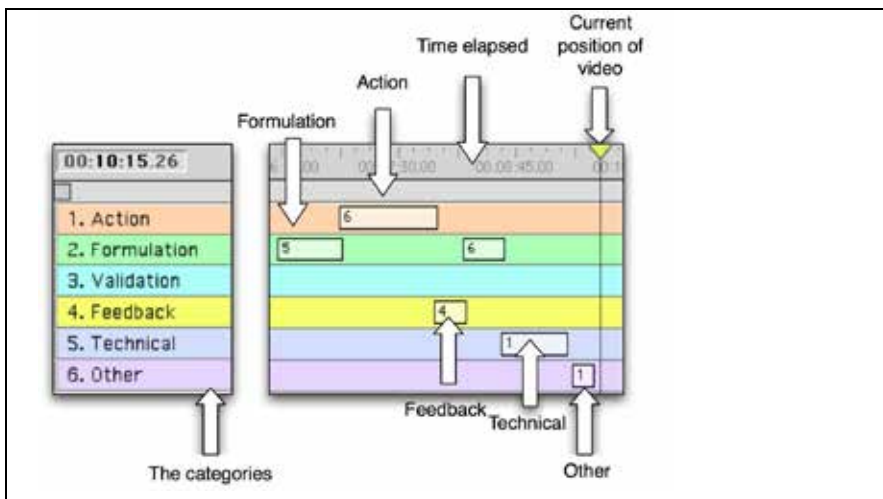 Current
position of
video
Time elapsed
Action
Formulation
00:10:15.26
1. Action
2. Formulation
3. Validation
4. Feedback
5. Technical
6. Other
6
5
6
4
1
1
Feedback
Technical
The categories
Other